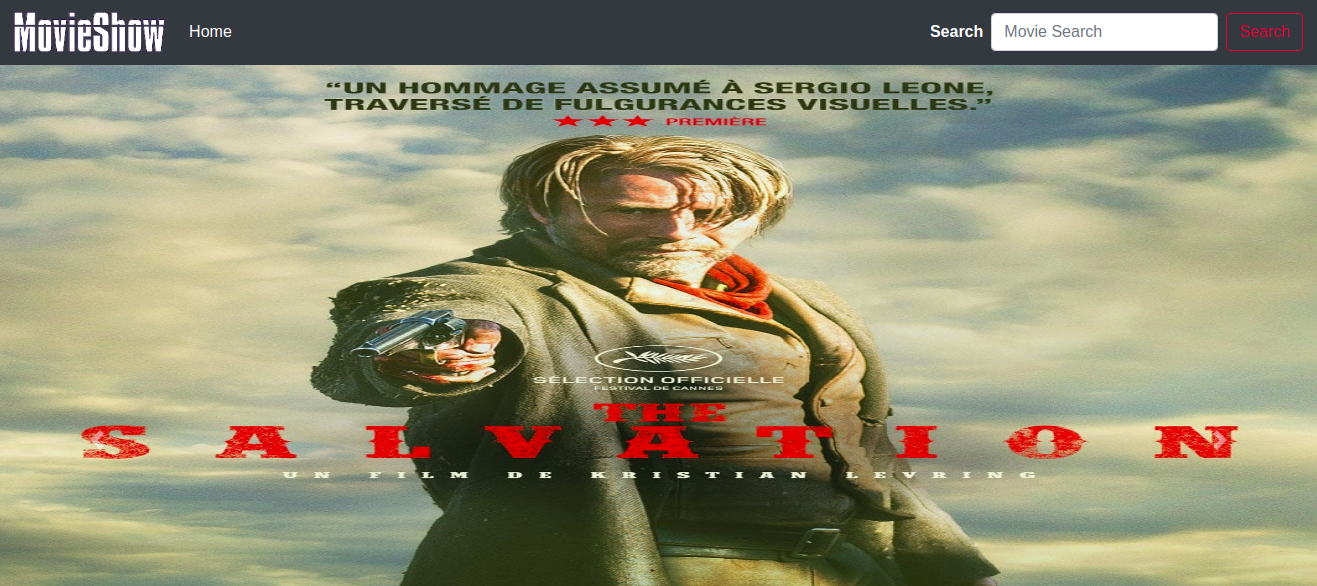 MovieShow
Home
Search
Movie Search
Search
“UN HOMMAGE ASSUMÉ À SERGIO LEONE,
TRAVERSÉ DE FULGURANCES VISUELLES.”
★ ★ ★ PREMIÈRE
SÉLECTION OFFICIELLE
FESTIVAL DE CANNES
THE
SALVATION
UN FILM DE KRISTIAN LEVRING